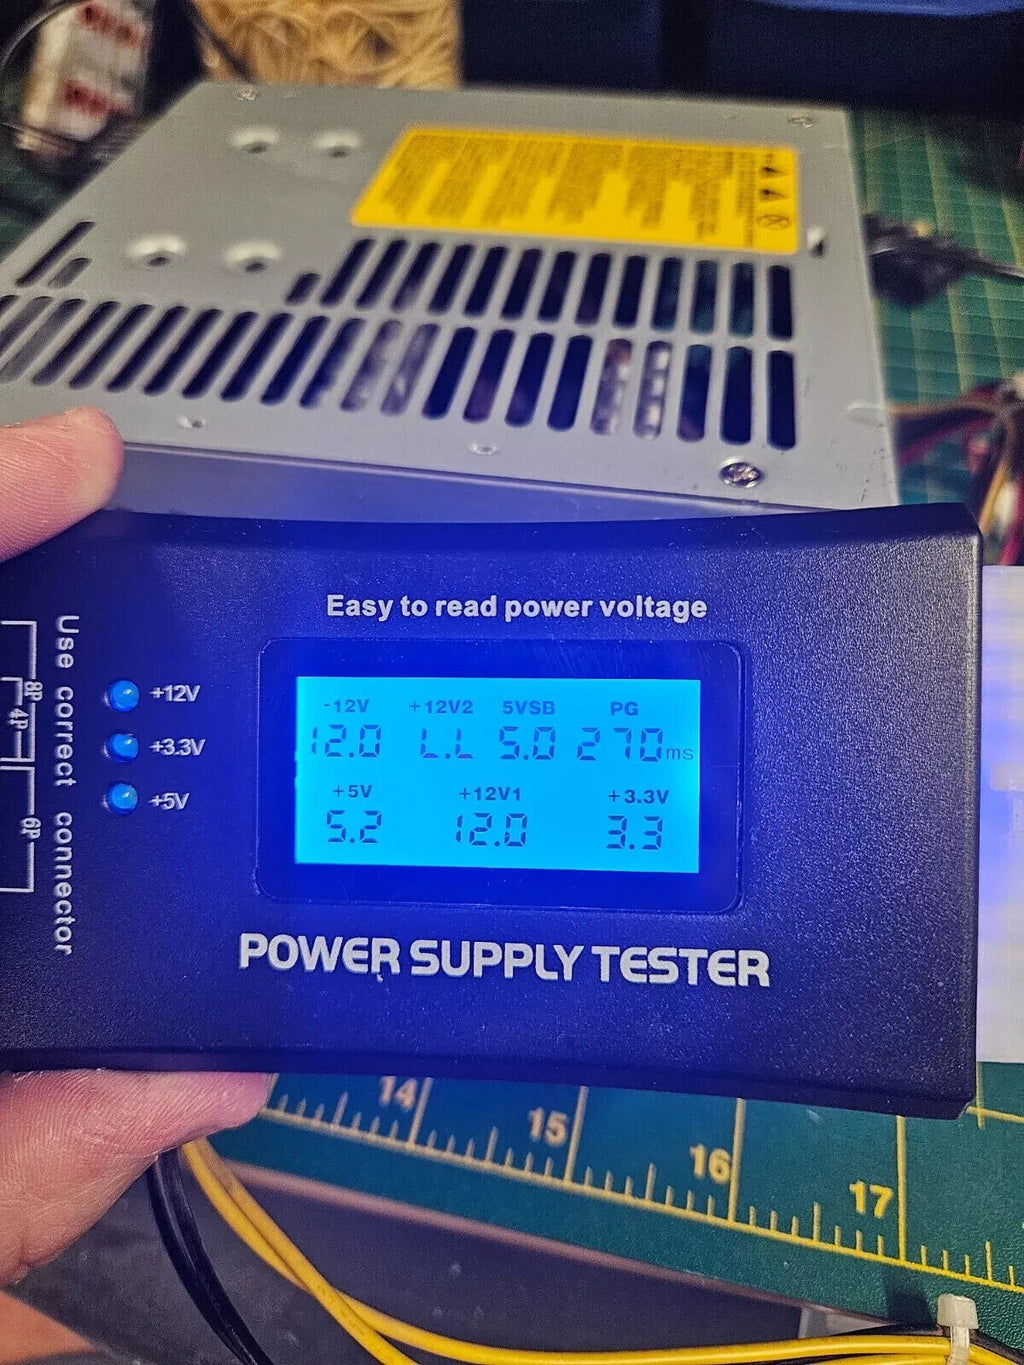 Easy to read power voltage
-12V +12V2 5VSB PG
12.0 LL.L 5.0 270ms
+5V +12V1 +3.3V
5.2 12.0 3.3
+12V
+3.3V
+5V
Use correct connector
8P
4P
6P
POWER SUPPLY TESTER
14
15
16
17